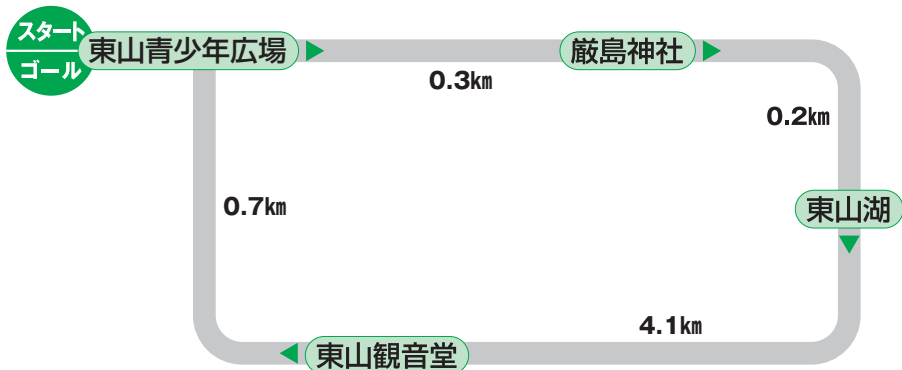 スタート
ゴール
東山青少年広場
0.3㎞
厳島神社
0.2㎞
東山湖
4.1㎞
東山観音堂
0.7㎞